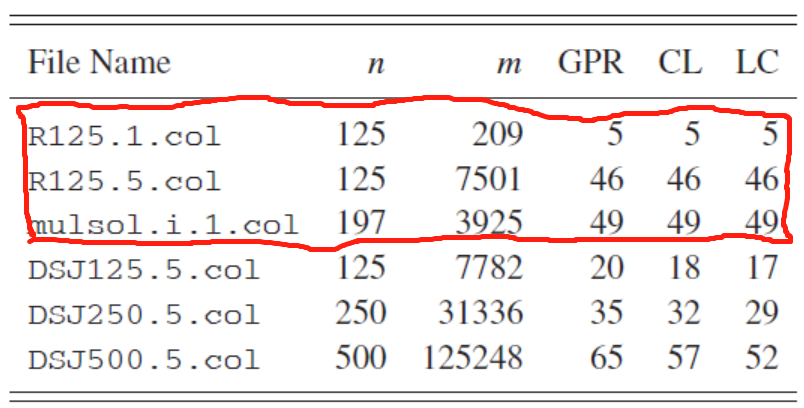 File Name n m GPR CL LC
R125.1.col 125 209 5 5 5
R125.5.col 125 7501 46 46 46
mulsol.i.1.col 197 3925 49 49 49
DSJ125.5.col 125 7782 20 18 17
DSJ250.5.col 250 31336 35 32 29
DSJ500.5.col 500 125248 65 57 52